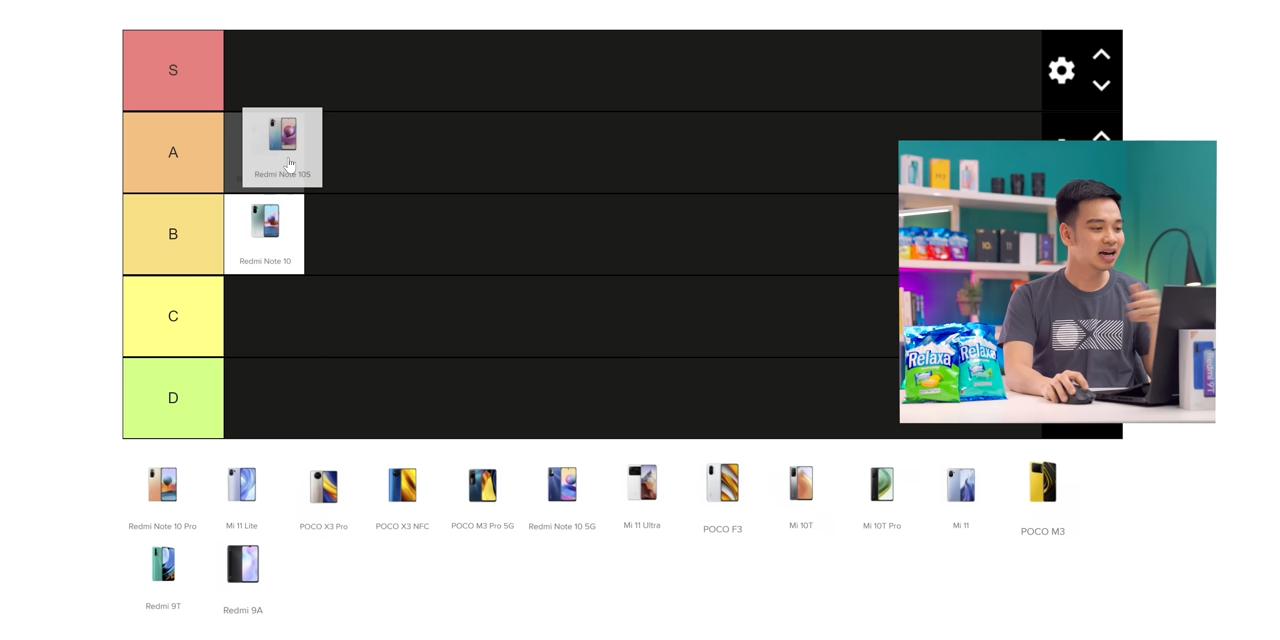 S
A
Redmi Note 10S
B
Redmi Note 10
C
D
Relaxa
Relaxa
Redmi 9T
Redmi Note 10 Pro
Mi 11 Lite
POCO X3 Pro
POCO X3 NFC
POCO M3 Pro 5G
Redmi Note 10 5G
Mi 11 Ultra
POCO F3
Mi 10T
Mi 10T Pro
Mi 11
POCO M3
Redmi 9T
Redmi 9A